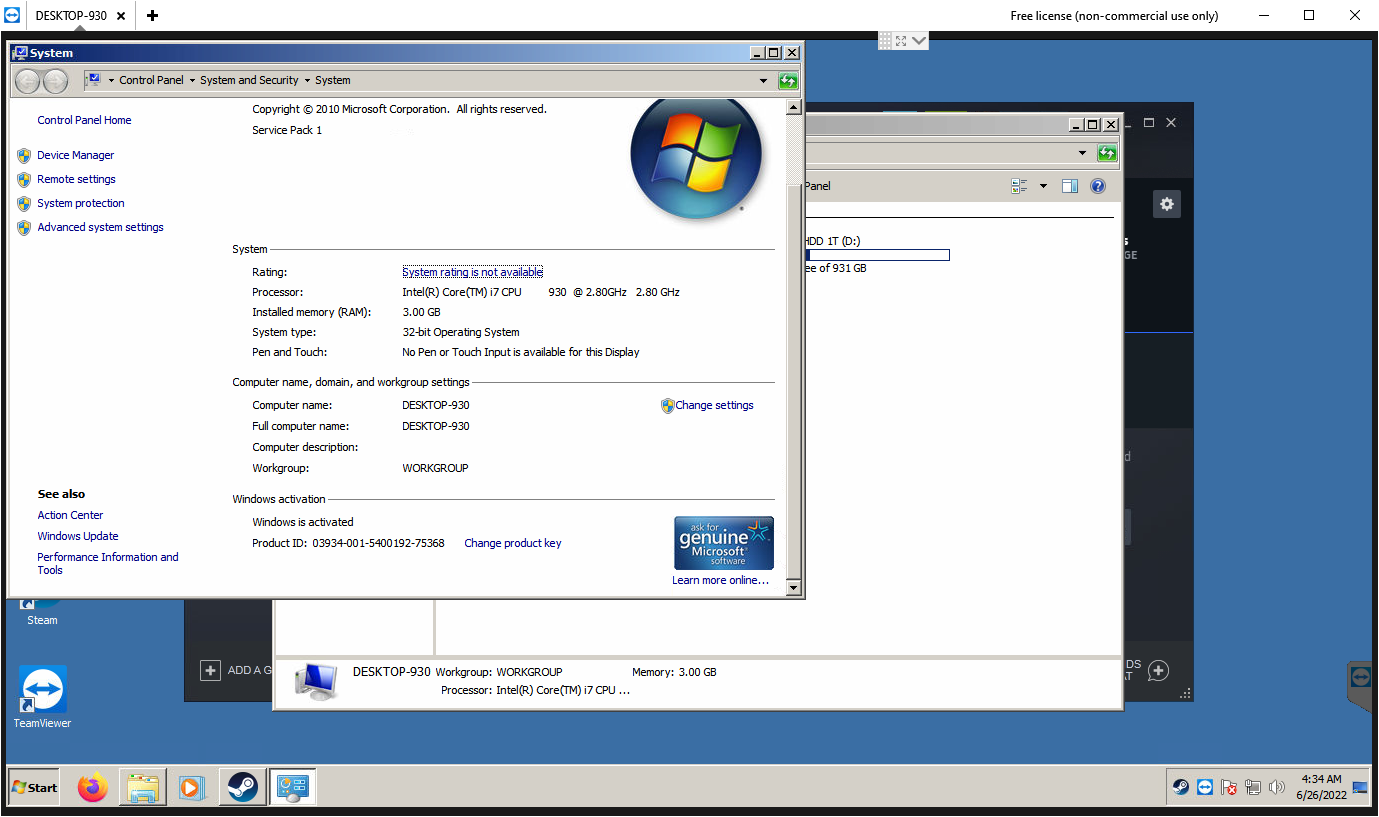 DESKTOP-930
Free license (non-commercial use only)
System
Control Panel System and Security System
Control Panel Home
Device Manager
Remote settings
System protection
Advanced system settings
See also
Action Center
Windows Update
Performance Information and
Tools
Copyright © 2010 Microsoft Corporation. All rights reserved.
Service Pack 1
System
Rating: System rating is not available
Processor: Intel(R) Core(TM) i7 CPU 930 @ 2.80GHz 2.80 GHz
Installed memory (RAM): 3.00 GB
System type: 32-bit Operating System
Pen and Touch: No Pen or Touch Input is available for this Display
Computer name, domain, and workgroup settings
Computer name: DESKTOP-930 Change settings
Full computer name: DESKTOP-930
Computer description:
Workgroup: WORKGROUP
Windows activation
Windows is activated
Product ID: 03934-001-5400192-75368 Change product key
ask for
genuine
Microsoft
software
Learn more online...
Panel
HDD 1T (D:)
ee of 931 GB
s
GE
d
DS
AT
ADD A G
DESKTOP-930 Workgroup: WORKGROUP Memory: 3.00 GB
Processor: Intel(R) Core(TM) i7 CPU ...
Steam
TeamViewer
Start
4:34 AM
6/26/2022